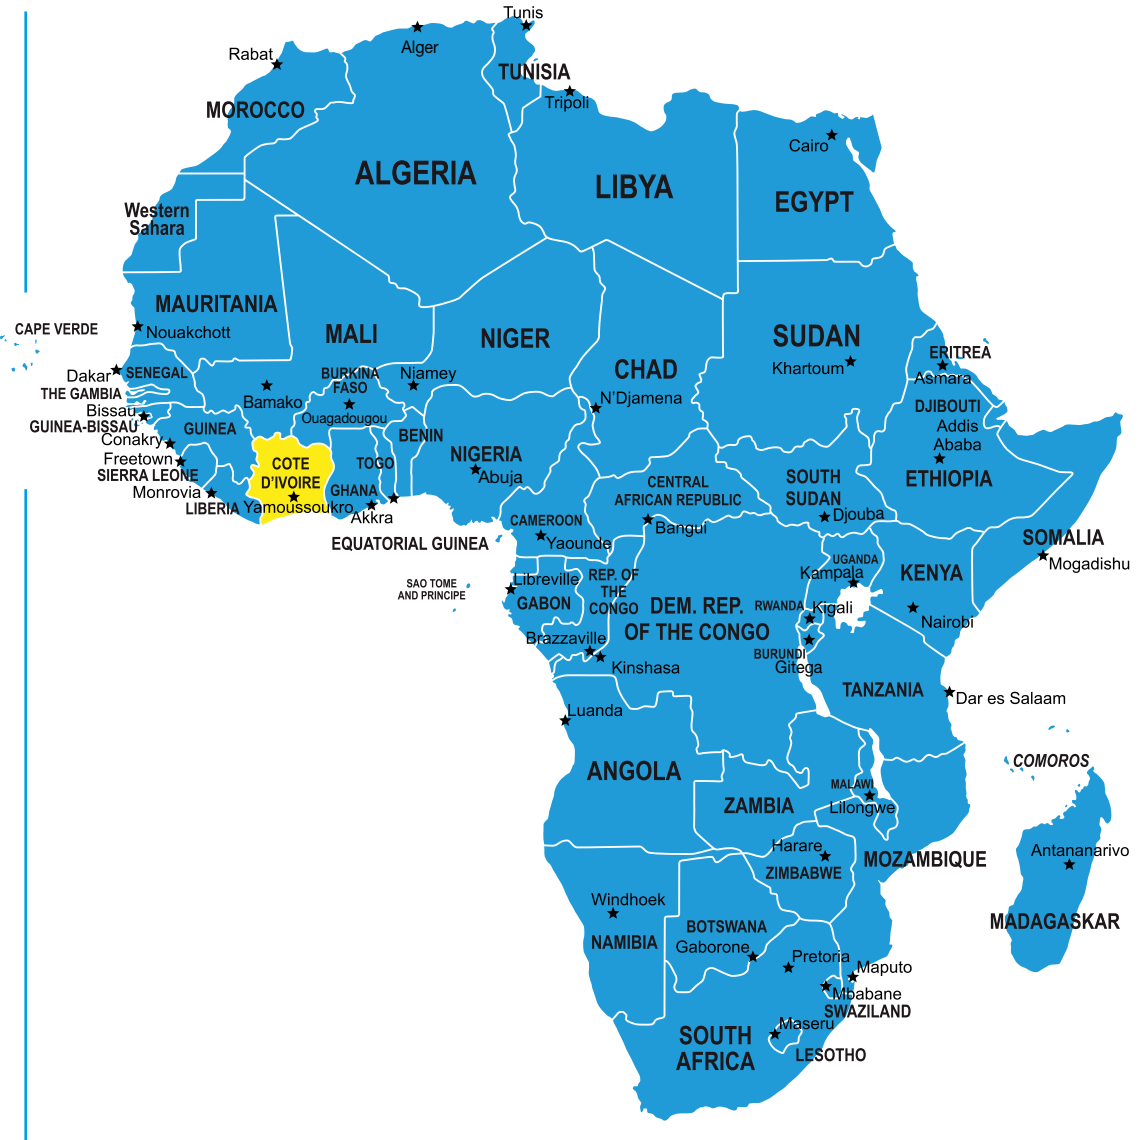 Tunis
Alger
Rabat
TUNISIA
Tripoli
MOROCCO
Cairo
ALGERIA
LIBYA
EGYPT
Western
Sahara
MAURITANIA
Nouakchott
CAPE VERDE
MALI
NIGER
SUDAN
Khartoum
CHAD
N'Djamena
ERITREA
Asmara
Dakar
SENEGAL
THE GAMBIA
Bissau
GUINEA-BISSAU
Bamako
BURKINA
FASO
Ouagadougou
Niamey
DJIBOUTI
Addis
Ababa
ETHIOPIA
GUINEA
Conakry
Freetown
SIERRA LEONE
Monrovia
LIBERIA
COTE
D'IVOIRE
Yamoussoukro
GHANA
Akkra
TOGO
BENIN
NIGERIA
Abuja
CENTRAL
AFRICAN REPUBLIC
Bangui
SOUTH
SUDAN
Djouba
CAMEROON
Yaounde
EQUATORIAL GUINEA
SOMALIA
Mogadishu
UGANDA
Kampala
KENYA
Nairobi
SAO TOME
AND PRINCIPE
Libreville
GABON
REP. OF
THE
CONGO
DEM. REP.
OF THE CONGO
RWANDA
Kigali
BURUNDI
Gitega
Brazzaville
Kinshasa
TANZANIA
Dar es Salaam
Luanda
ANGOLA
ZAMBIA
MALAWI
Lilongwe
COMOROS
Harare
ZIMBABWE
MOZAMBIQUE
Antananarivo
MADAGASKAR
Windhoek
NAMIBIA
BOTSWANA
Gaborone
Pretoria
Maputo
Mbabane
SWAZILAND
Maseru
LESOTHO
SOUTH
AFRICA